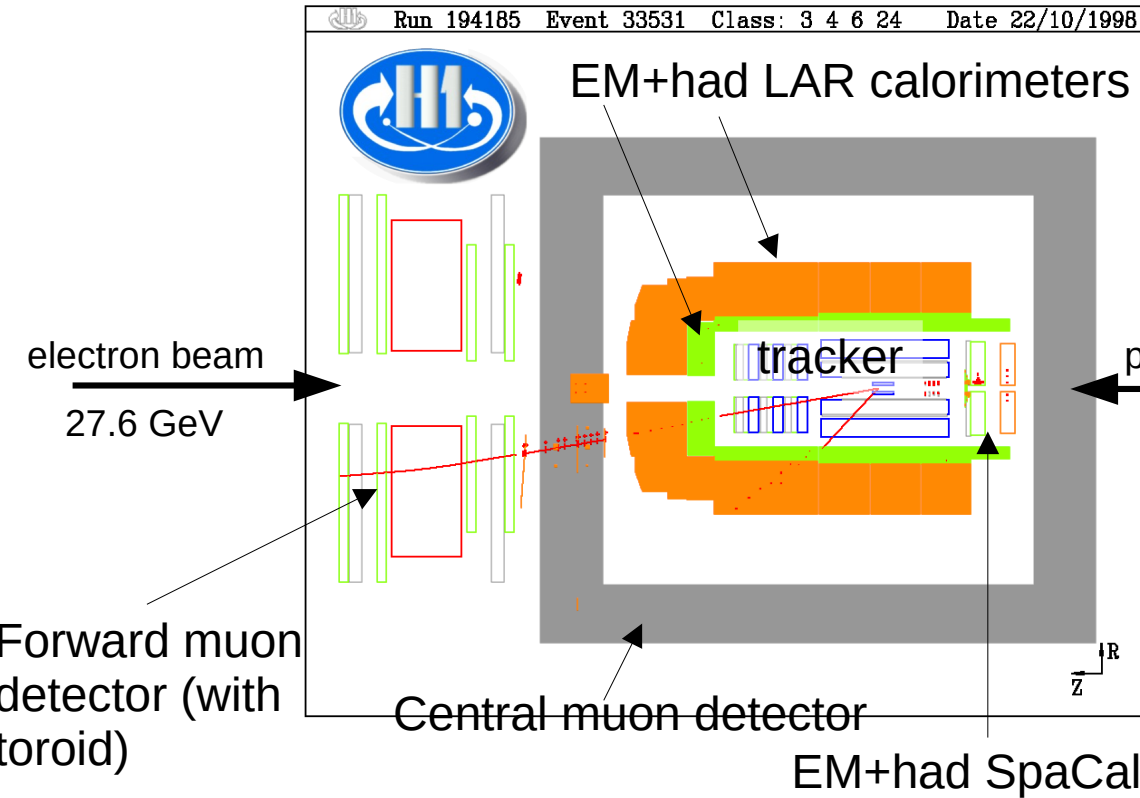 Run 194185 Event 33531 Class: 3 4 6 24 Date 22/10/1998
H1
EM+had LAR calorimeters
electron beam
27.6 GeV
tracker
p
Forward muon
detector (with
toroid)
Central muon detector
R
Z
EM+had SpaCal